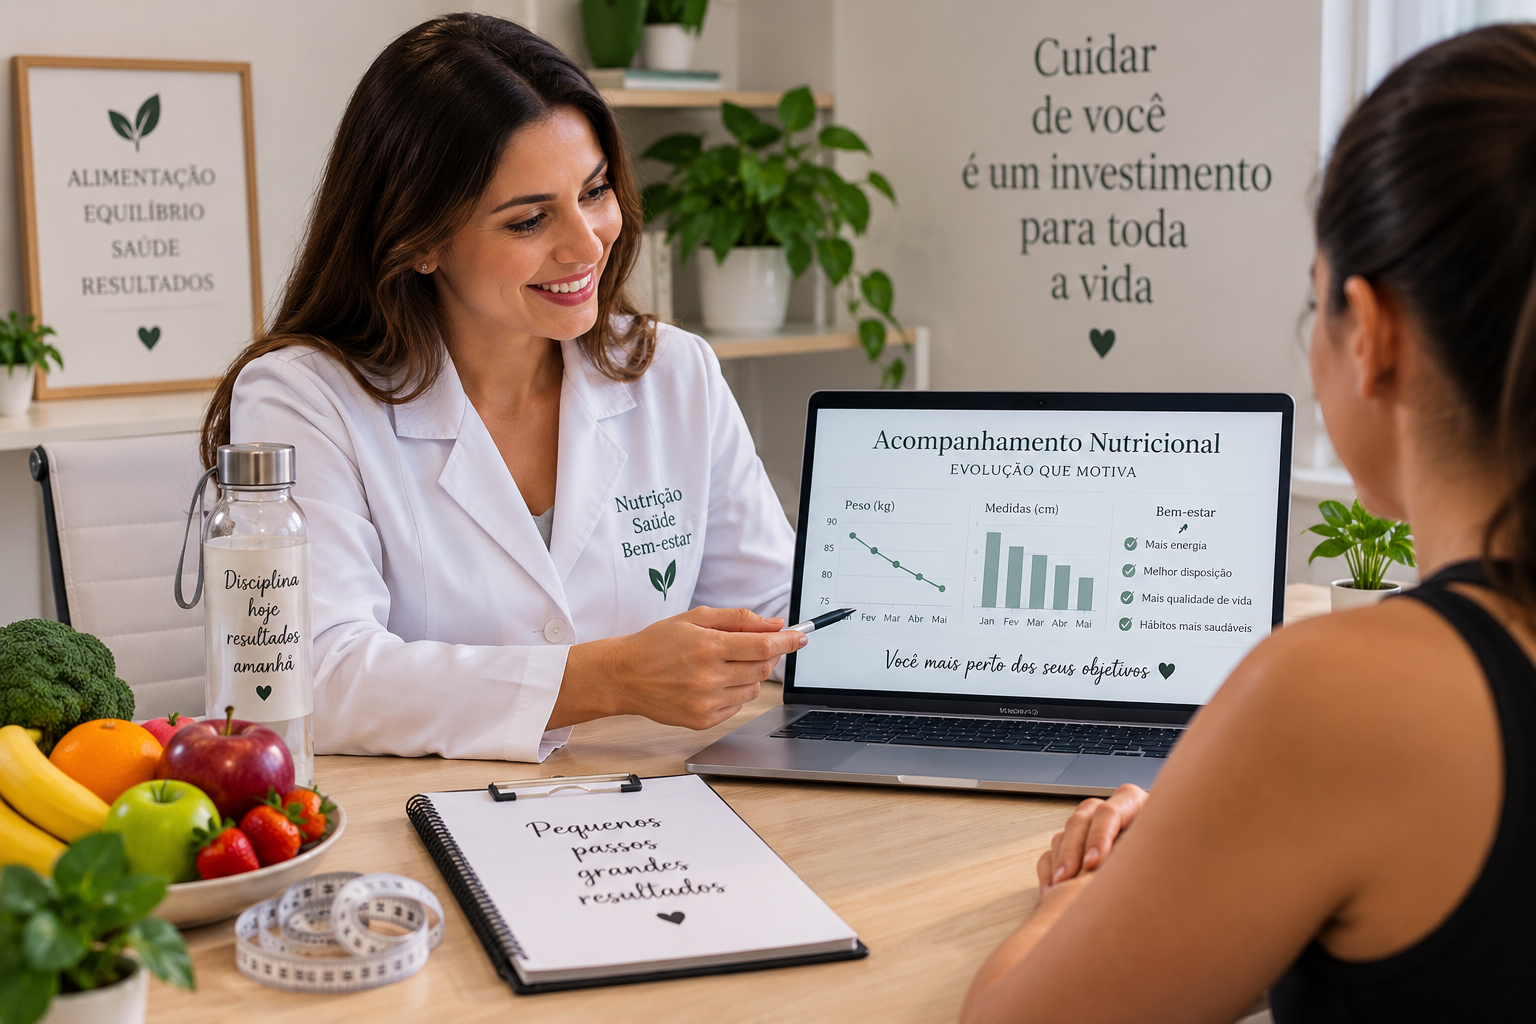 ALIMENTAÇÃO
EQUILÍBRIO
SAÚDE
RESULTADOS
Cuidar
de você
é um investimento
para toda
a vida
Nutrição
Saúde
Bem-estar
Disciplina
hoje
resultados
amanhã
Acompanhamento Nutricional
EVOLUÇÃO QUE MOTIVA
Peso (kg)
90
85
80
75
Fev Mar Abr Mai
Medidas (cm)
Jan Fev Mar Abr Mai
Bem-estar
Mais energia
Melhor disposição
Mais qualidade de vida
Hábitos mais saudáveis
Você mais perto dos seus objetivos
Pequenos
passos
grandes
resultados